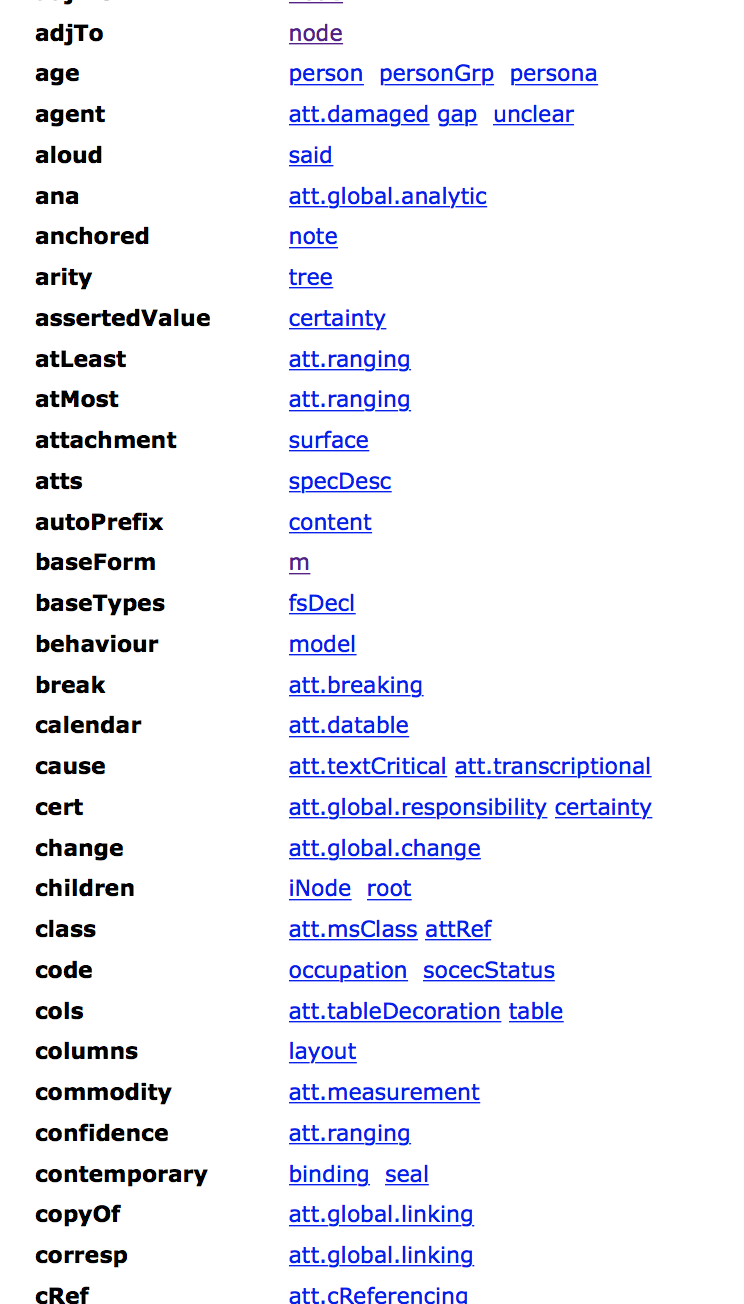 adjTo node
age person personGrp persona
agent att.damaged gap unclear
aloud said
ana att.global.analytic
anchored note
arity tree
assertedValue certainty
atLeast att.ranging
atMost att.ranging
attachment surface
atts specDesc
autoPrefix content
baseForm m
baseTypes fsDecl
behaviour model
break att.breaking
calendar att.datable
cause att.textCritical att.transcriptional
cert att.global.responsibility certainty
change att.global.change
children iNode root
class att.msClass attRef
code occupation socecStatus
cols att.tableDecoration table
columns layout
commodity att.measurement
confidence att.ranging
contemporary binding seal
copyOf att.global.linking
corresp att.global.linking
cRef att.cReferencing